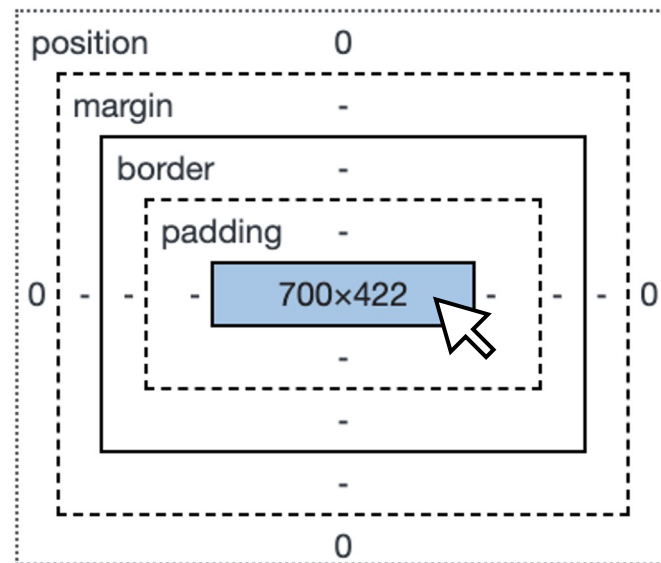 position 0
margin -
border -
padding -
0 - - - 700×422 - - - 0
-
-
-
0